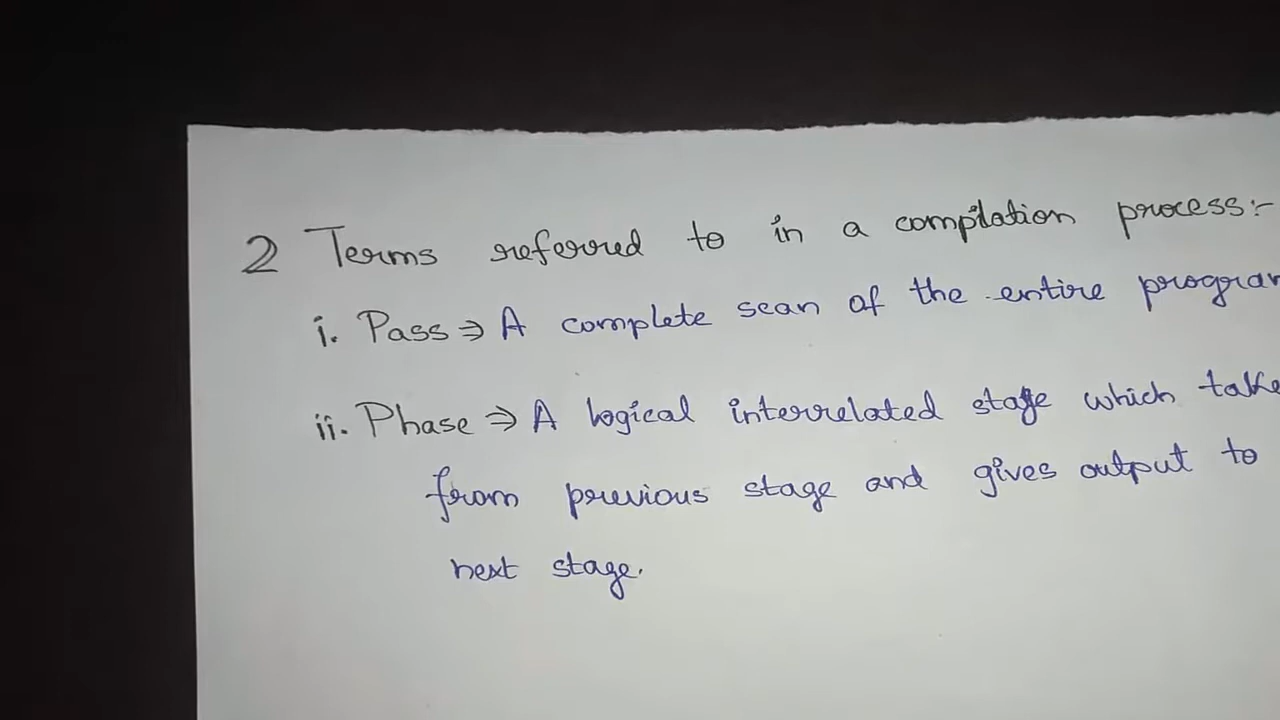 2 Terms referred to in a compilation process:-
i. Pass ⇒ A complete scan of the entire progra
ii. Phase ⇒ A logical interrelated stage which take
from previous stage and gives output to
next stage.